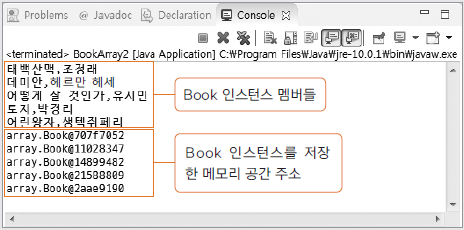 Problems @ Javadoc Declaration Console
<terminated> BookArray2 [Java Application] C:\Program Files\Java\jre-10.0.1\bin\javaw.exe
태백산맥,조정래
데미안,헤르만 헤세
어떻게 살 것인가,유시민
토지,박경리
어린왕자,생텍쥐페리
Book 인스턴스 멤버들
array.Book@707f7052
array.Book@11028347
array.Book@14899482
array.Book@21588809
array.Book@2aae9190
Book 인스턴스를 저장
한 메모리 공간 주소